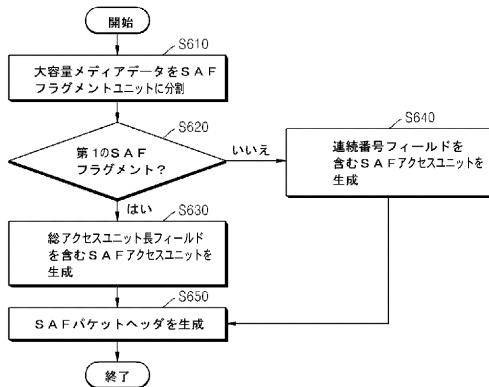 開始
S610
大容量メディアデータをSAF
フラグメントユニットに分割
S620
第1のSAF
フラグメント?
いいえ
S640
連続番号フィールドを
含むSAFアクセスユニットを
生成
はい
S630
総アクセスユニット長フィールド
を含むSAFアクセスユニットを
生成
S650
SAFパケットヘッダを生成
終了